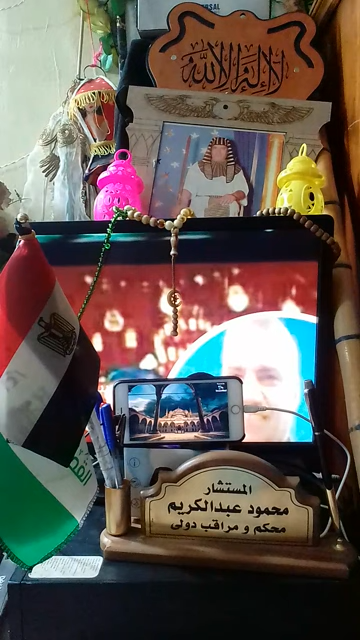 لا إله إلا الله
المستشار
محمود عبدالكريم
محكم و مراقب دولى